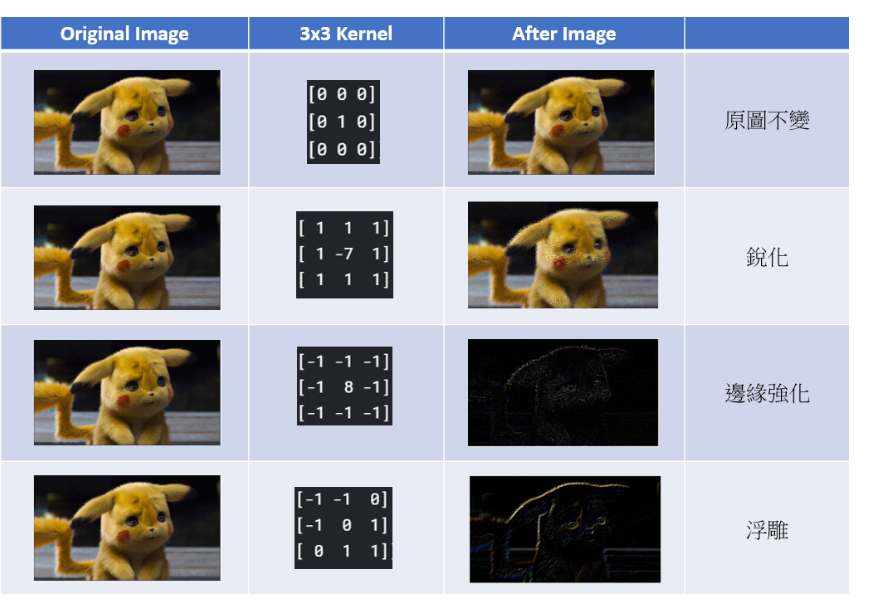 Original Image 3x3 Kernel After Image
[0 0 0]
[0 1 0]
[0 0 0]
原圖不變
[ 1 1 1]
[ 1 -7 1]
[ 1 1 1]
銳化
[-1 -1 -1]
[-1 8 -1]
[-1 -1 -1]
邊緣強化
[-1 -1 0]
[-1 0 1]
[ 0 1 1]
浮雕